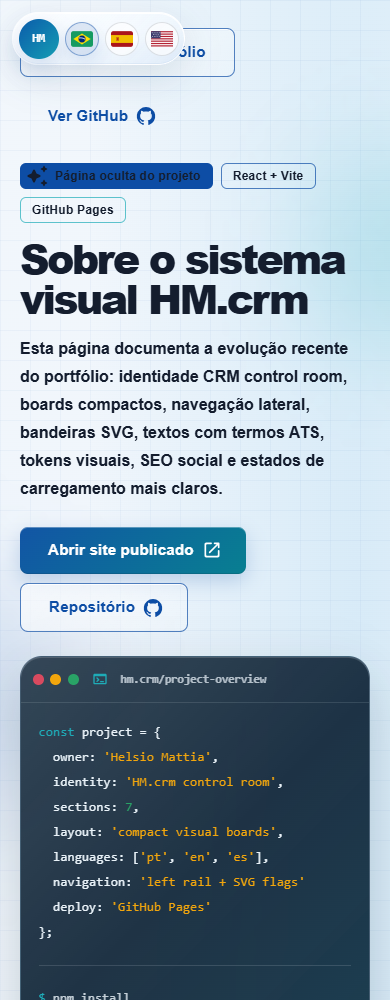 HM
Ver GitHub
Página oculta do projeto
React + Vite
GitHub Pages
Sobre o sistema
visual HM.crm
Esta página documenta a evolução recente
do portfólio: identidade CRM control room,
boards compactos, navegação lateral,
bandeiras SVG, textos com termos ATS,
tokens visuais, SEO social e estados de
carregamento mais claros.
Abrir site publicado
Repositório
hm.crm/project-overview
const project = {
owner: 'Helsio Mattia',
identity: 'HM.crm control room',
sections: 7,
layout: 'compact visual boards',
languages: ['pt', 'en', 'es'],
navigation: 'left rail + SVG flags'
deploy: 'GitHub Pages'
};
$ npm install